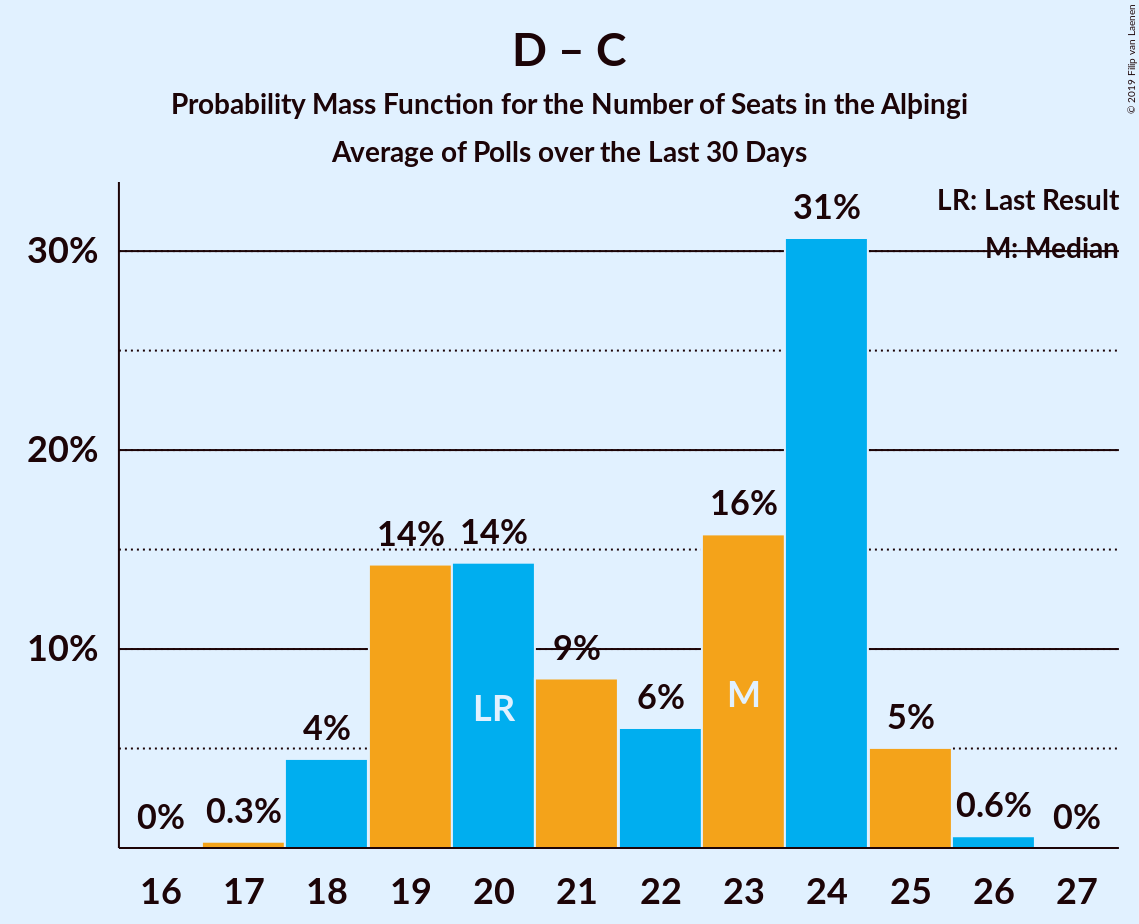 D – C
Probability Mass Function for the Number of Seats in the Alþingi
Average of Polls over the Last 30 Days
© 2019 Filip van Laenen
LR: Last Result
M: Median
30%
20%
10%
0%
0.3%
4%
14%
14%
9%
6%
16%
31%
5%
0.6%
0%
LR
M
16 17 18 19 20 21 22 23 24 25 26 27